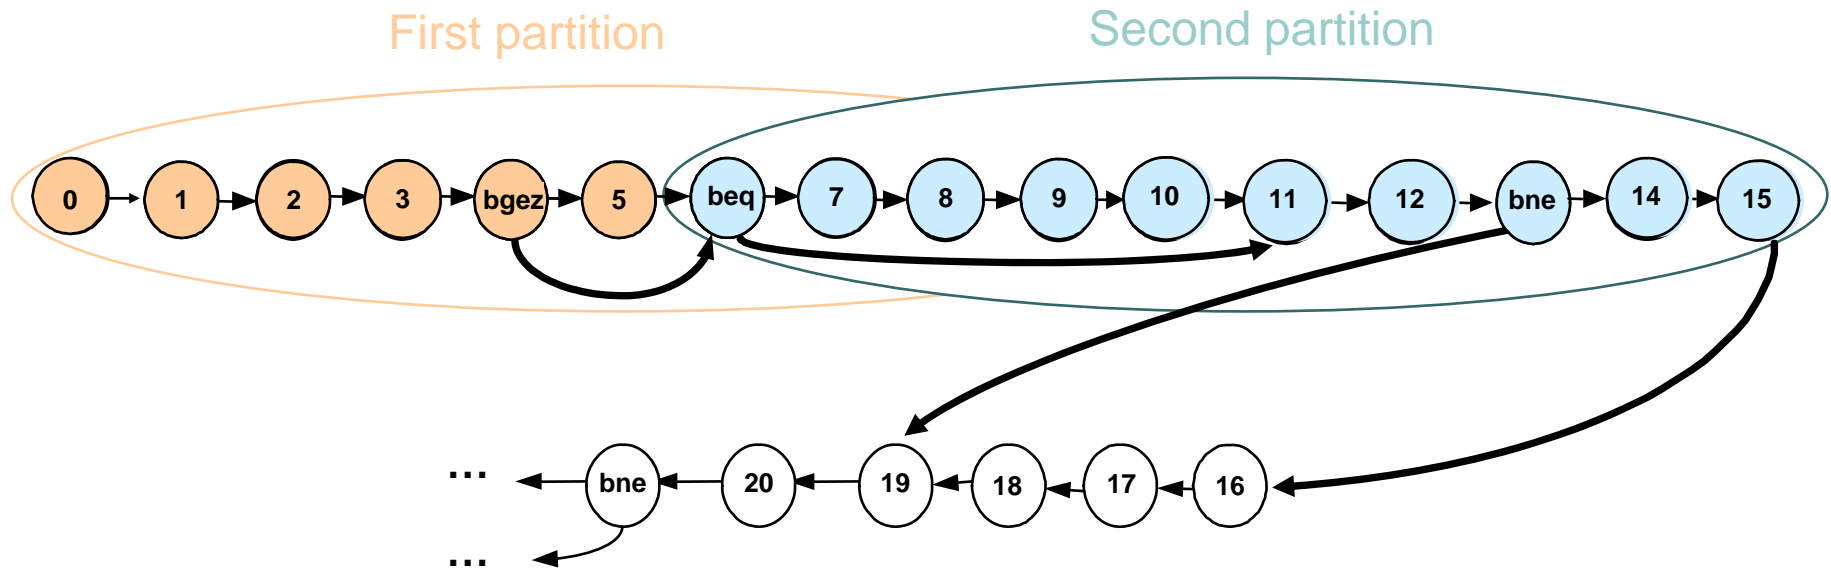 First partition Second partition
0 1 2 3 bgez 5 beq 7 8 9 10 11 12 bne 14 15
... bne 20 19 18 17 16
...